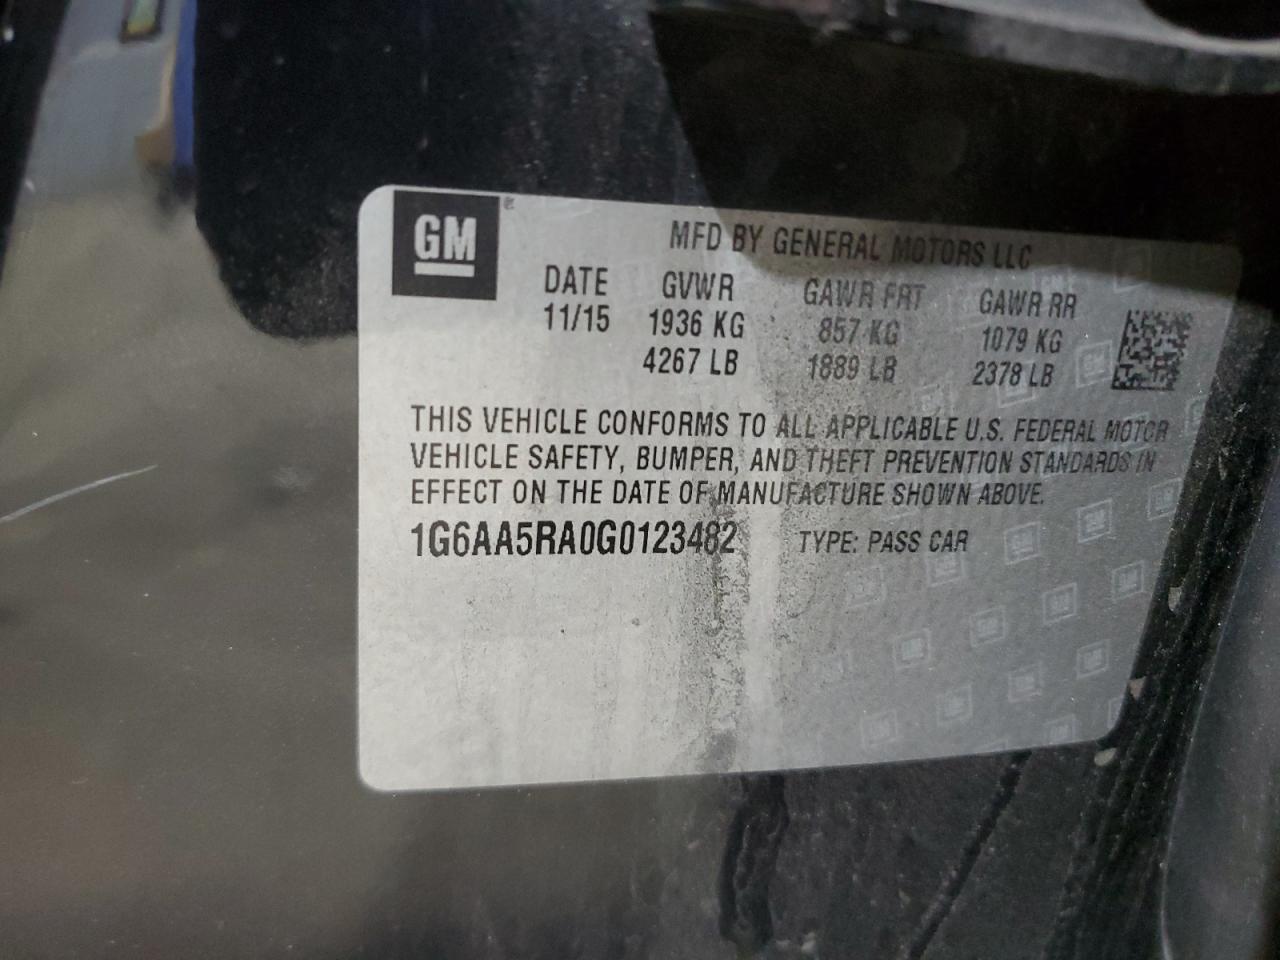 GM®
MFD BY GENERAL MOTORS LLC
DATE GVWR GAWR FRT GAWR RR
11/15 1936 KG 857 KG 1079 KG
4267 LB 1889 LB 2378 LB
THIS VEHICLE CONFORMS TO ALL APPLICABLE U.S. FEDERAL MOTOR
VEHICLE SAFETY, BUMPER, AND THEFT PREVENTION STANDARDS IN
EFFECT ON THE DATE OF MANUFACTURE SHOWN ABOVE.
1G6AA5RA0G0123482 TYPE: PASS CAR